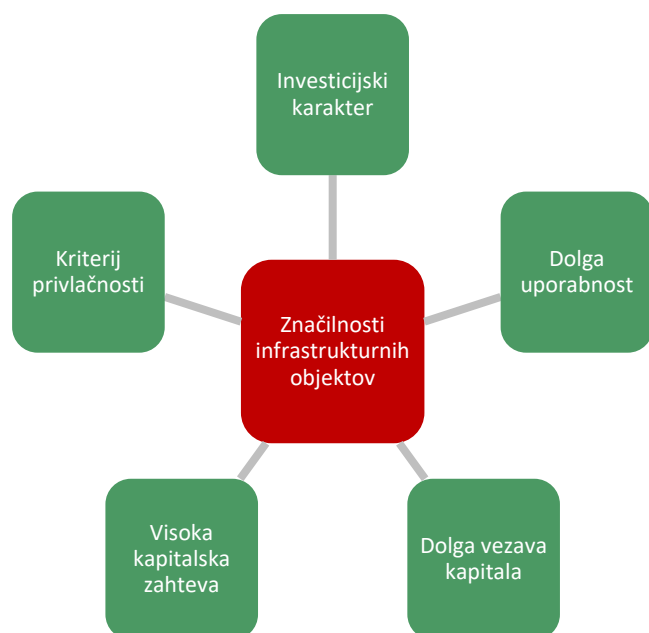 Investicijski
karakter
Kriterij
privlačnosti
Dolga
uporabnost
Značilnosti
infrastrukturnih
objektov
Visoka
kapitalska
zahteva
Dolga vezava
kapitala